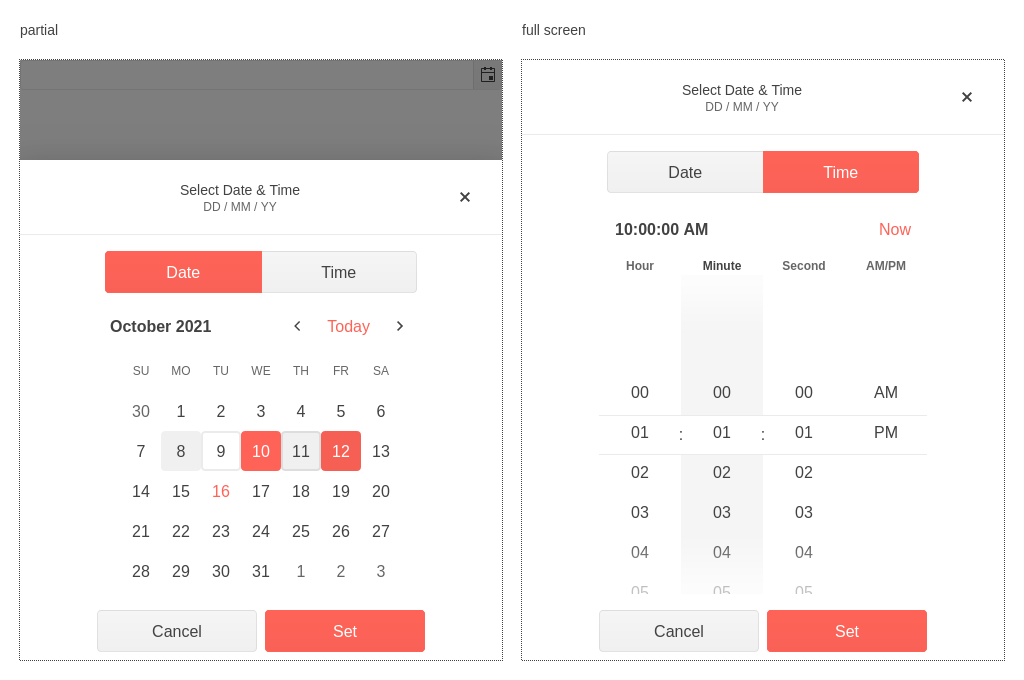 partial
Select Date & Time
DD / MM / YY
Date Time
October 2021 Today
SU MO TU WE TH FR SA
30 1 2 3 4 5 6
7 8 9 10 11 12 13
14 15 16 17 18 19 20
21 22 23 24 25 26 27
28 29 30 31 1 2 3
Cancel Set
full screen
Select Date & Time
DD / MM / YY
Date Time
10:00:00 AM Now
Hour Minute Second AM/PM
00 00 00 AM
01 : 01 : 01 PM
02 02 02
03 03 03
04 04 04
05 05 05
Cancel Set